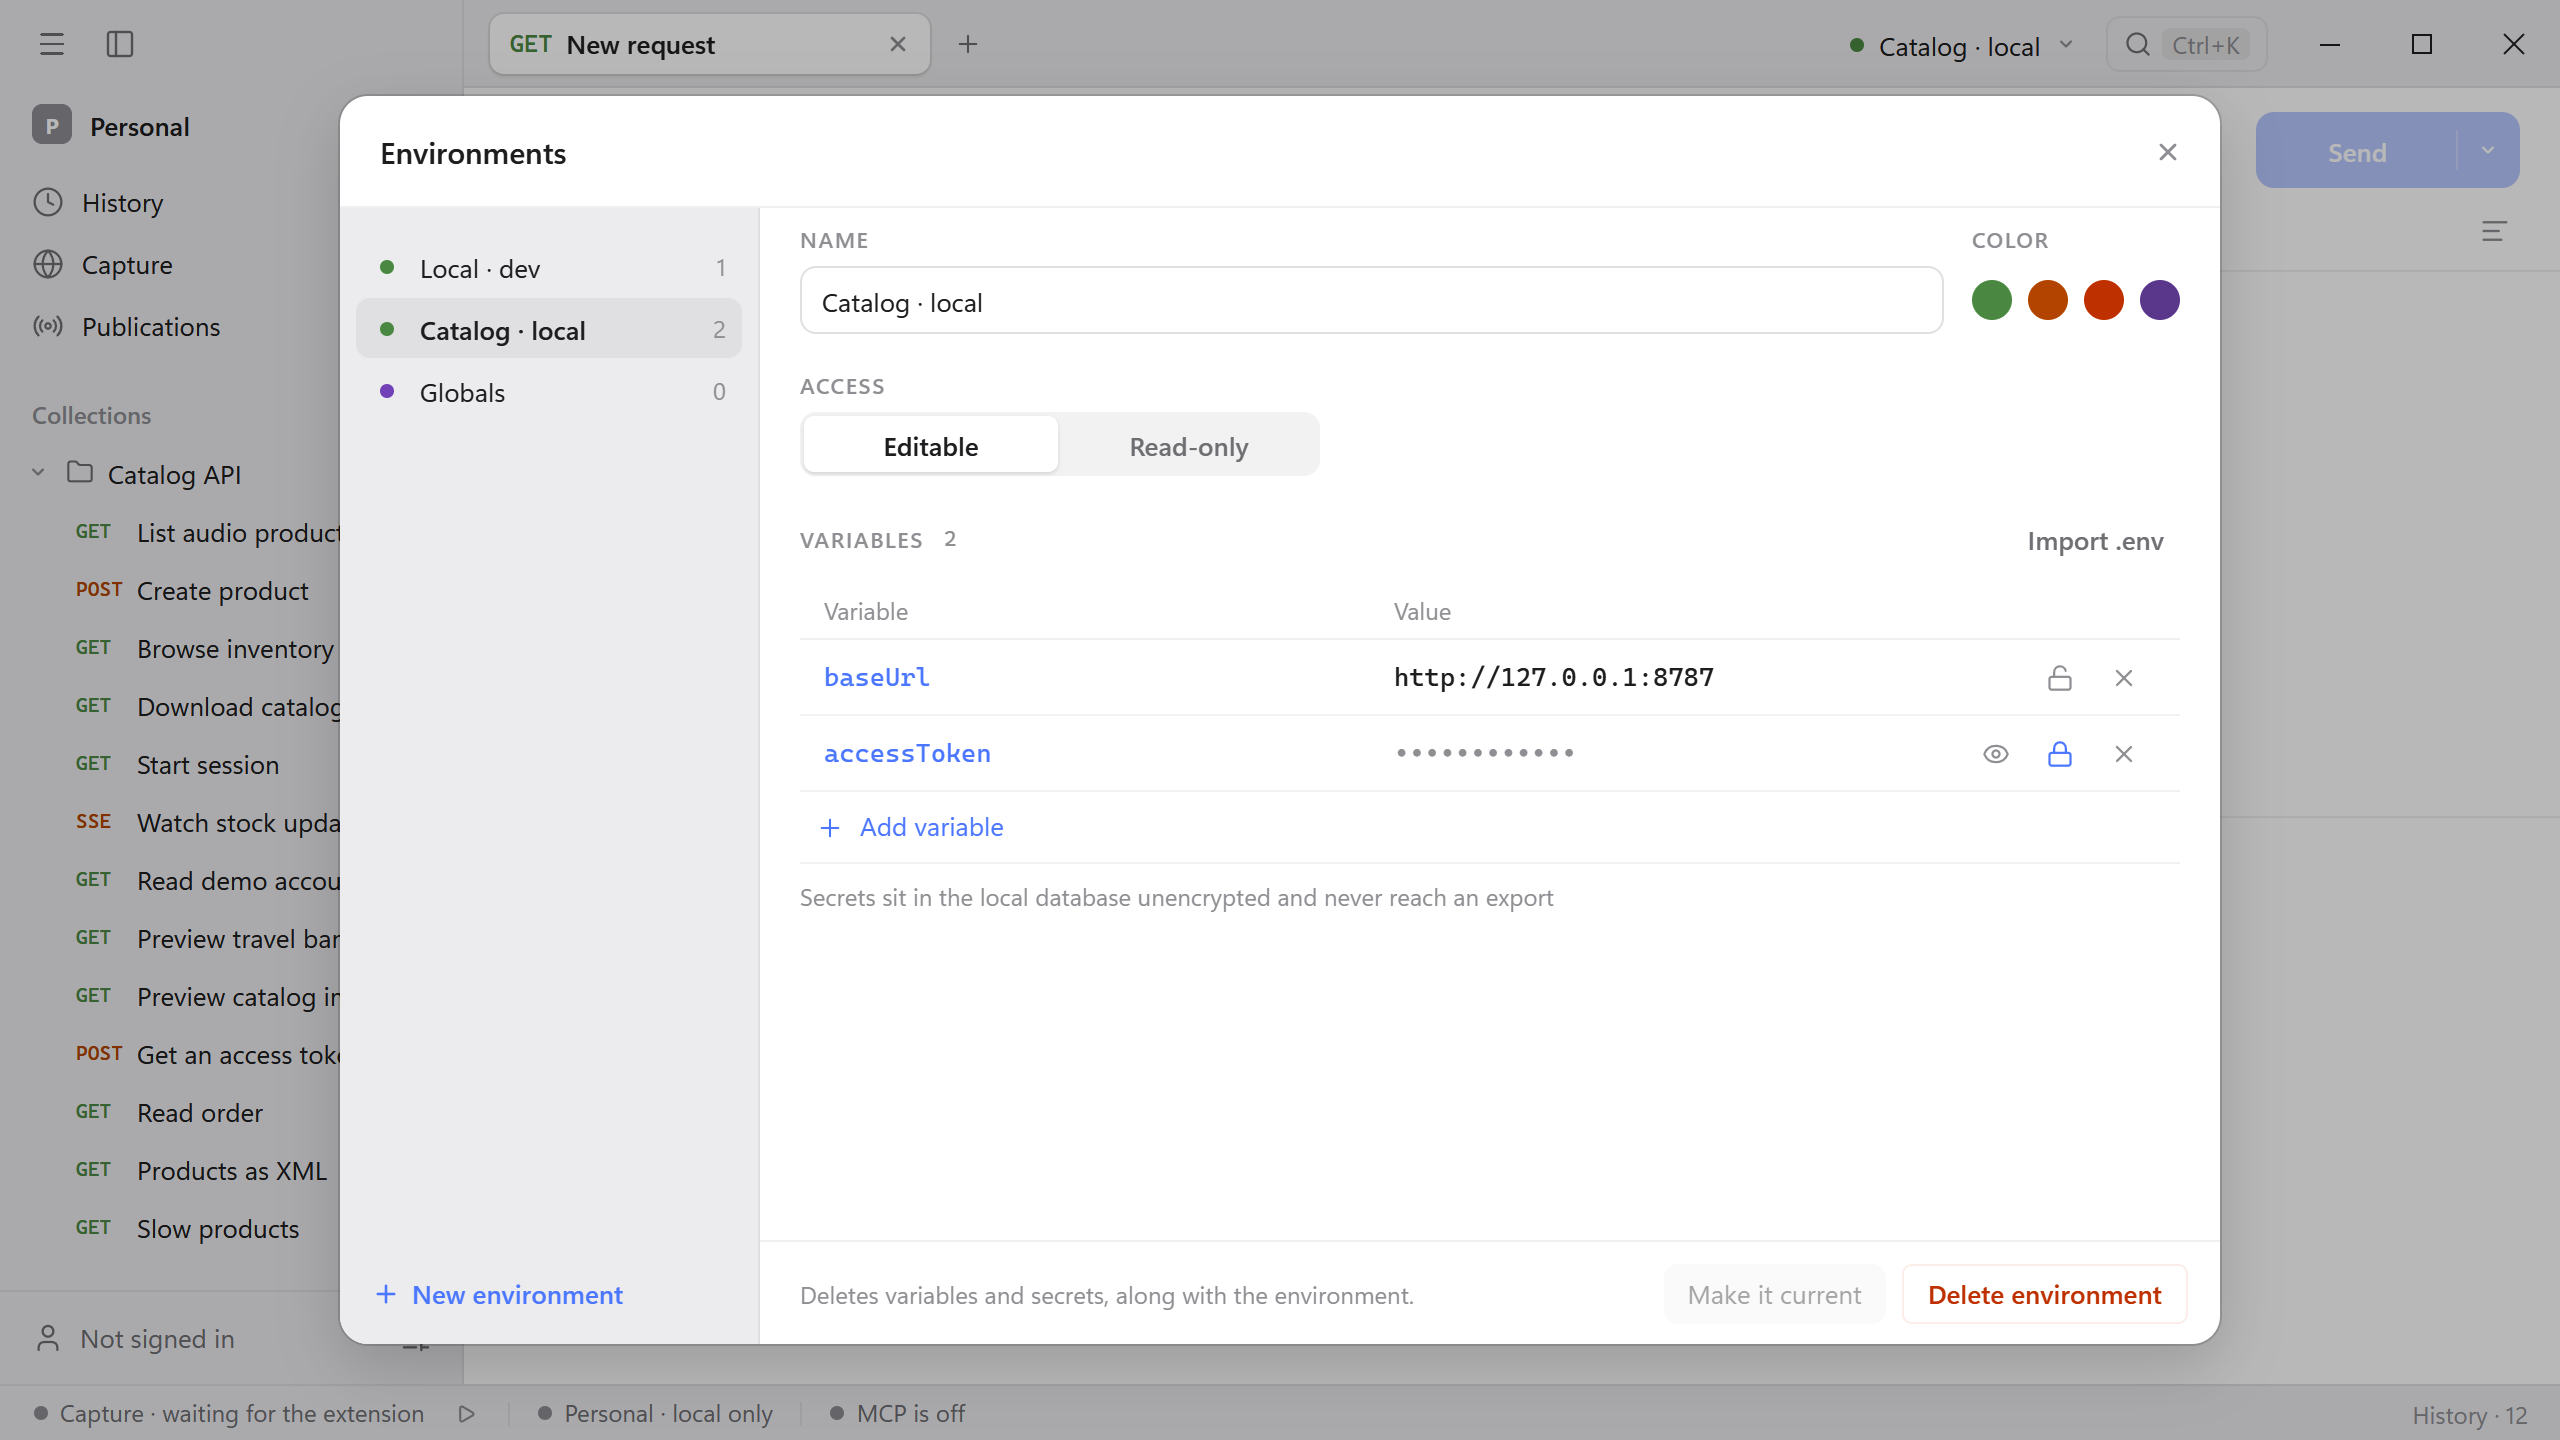 GET New request
Catalog · local
Ctrl+K
P Personal
History
Capture
Publications
Collections
Catalog API
GET List audio product
POST Create product
GET Browse inventory
GET Download catalog
GET Start session
SSE Watch stock upda
GET Read demo accou
GET Preview travel bar
GET Preview catalog
POST Get an access toke
GET Read order
GET Products as XML
GET Slow products
Not signed in
Send
Environments
Local · dev 1
Catalog · local 2
Globals 0
New environment
NAME
COLOR
Catalog · local
ACCESS
Editable
Read-only
VARIABLES 2
Import .env
Variable Value
baseUrl http://127.0.0.1:8787
accessToken ••••••••••••
Add variable
Secrets sit in the local database unencrypted and never reach an export
Deletes variables and secrets, along with the environment.
Make it current
Delete environment
Capture · waiting for the extension
Personal · local only
MCP is off
History · 12